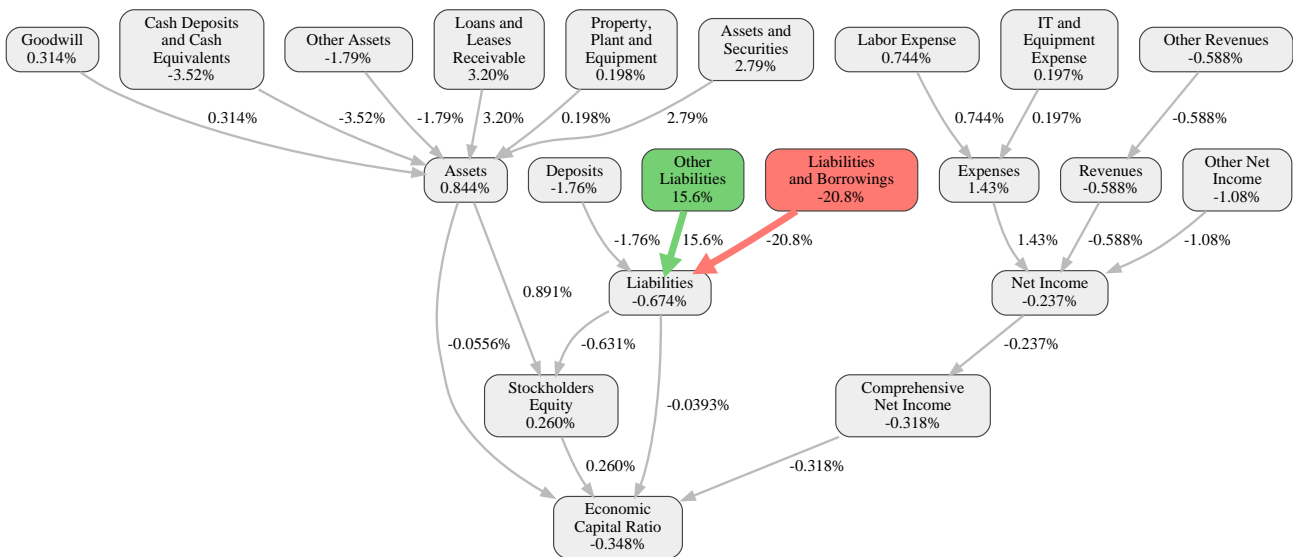 Goodwill
0.314%
Cash Deposits
and Cash
Equivalents
-3.52%
Other Assets
-1.79%
Loans and
Leases
Receivable
3.20%
Property,
Plant and
Equipment
0.198%
Assets and
Securities
2.79%
Labor Expense
0.744%
IT and
Equipment
Expense
0.197%
Other Revenues
-0.588%
0.314%
-3.52%
-1.79%
3.20%
0.198%
2.79%
0.744%
0.197%
-0.588%
Assets
0.844%
Deposits
-1.76%
Other
Liabilities
15.6%
Liabilities
and Borrowings
-20.8%
Expenses
1.43%
Revenues
-0.588%
Other Net
Income
-1.08%
-1.76%
15.6%
-20.8%
1.43%
-0.588%
-1.08%
Liabilities
-0.674%
Net Income
-0.237%
0.891%
-0.0556%
-0.631%
-0.237%
Stockholders
Equity
0.260%
-0.0393%
Comprehensive
Net Income
-0.318%
0.260%
-0.318%
Economic
Capital Ratio
-0.348%